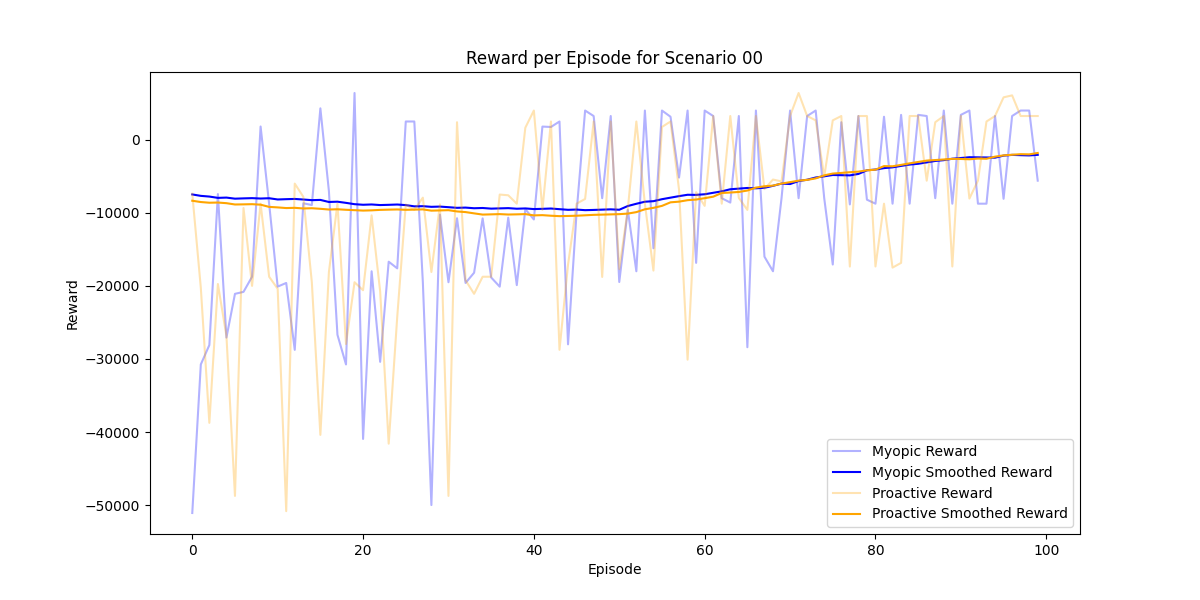 Reward per Episode for Scenario 00
Reward
0
−10000
−20000
−30000
−40000
−50000
0 20 40 60 80 100
Episode
Myopic Reward
Myopic Smoothed Reward
Proactive Reward
Proactive Smoothed Reward